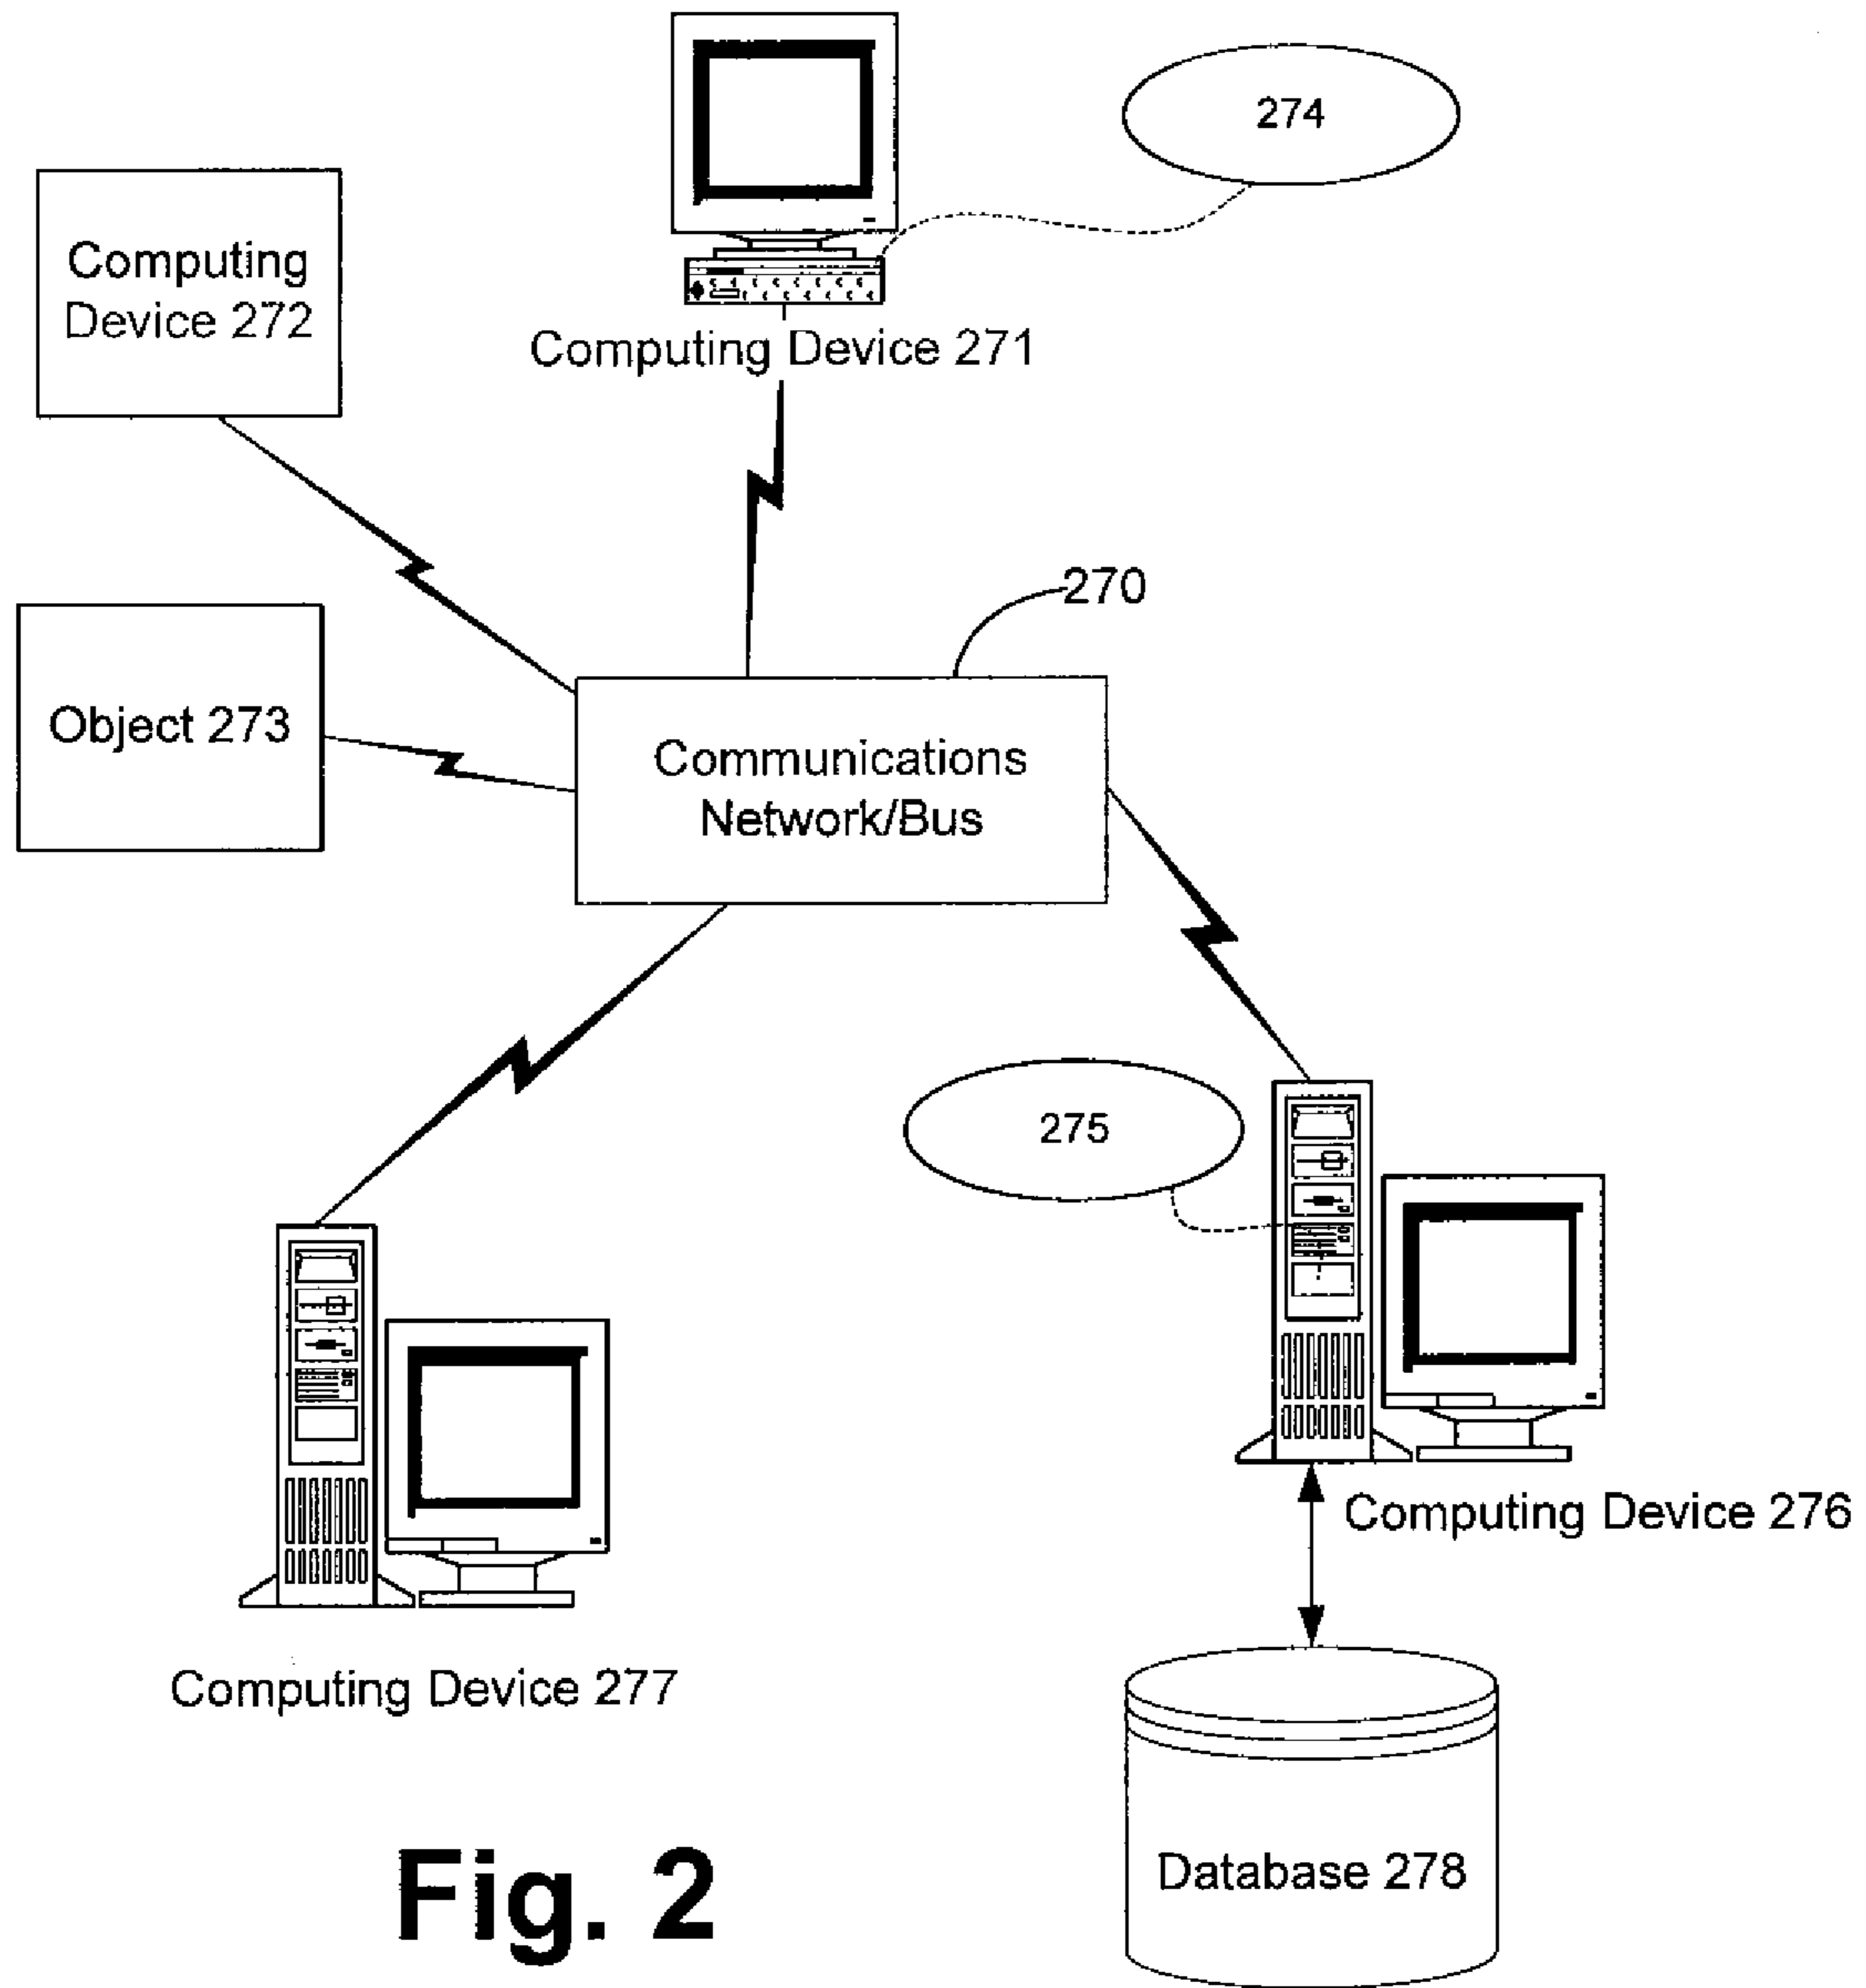 274
Computing
Device 272
Computing Device 271
270
Object 273
Communications
Network/Bus
275
Computing Device 276
Computing Device 277
Database 278
Fig. 2